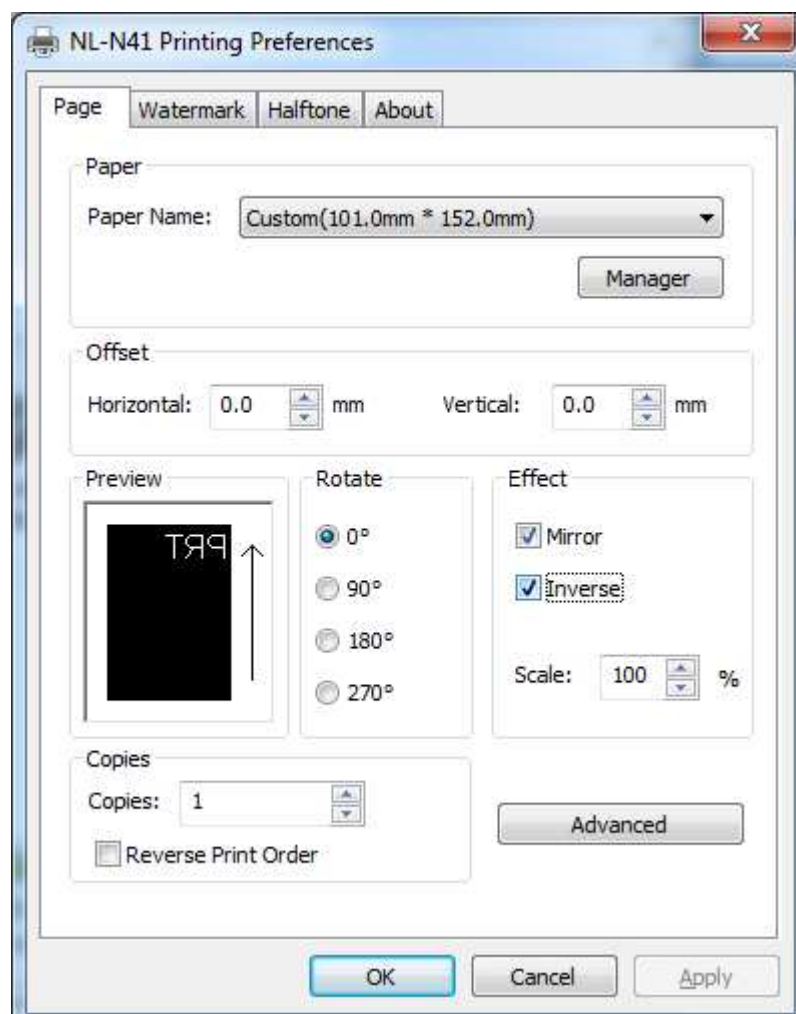 NL-N41 Printing Preferences
Page Watermark Halftone About
Paper
Paper Name: Custom(101.0mm * 152.0mm)
Manager
Offset
Horizontal: 0.0 mm Vertical: 0.0 mm
Preview Rotate Effect
PRT 0° Mirror
90° Inverse
180°
Scale: 100 %
270°
Copies
Copies: 1
Advanced
Reverse Print Order
OK Cancel Apply